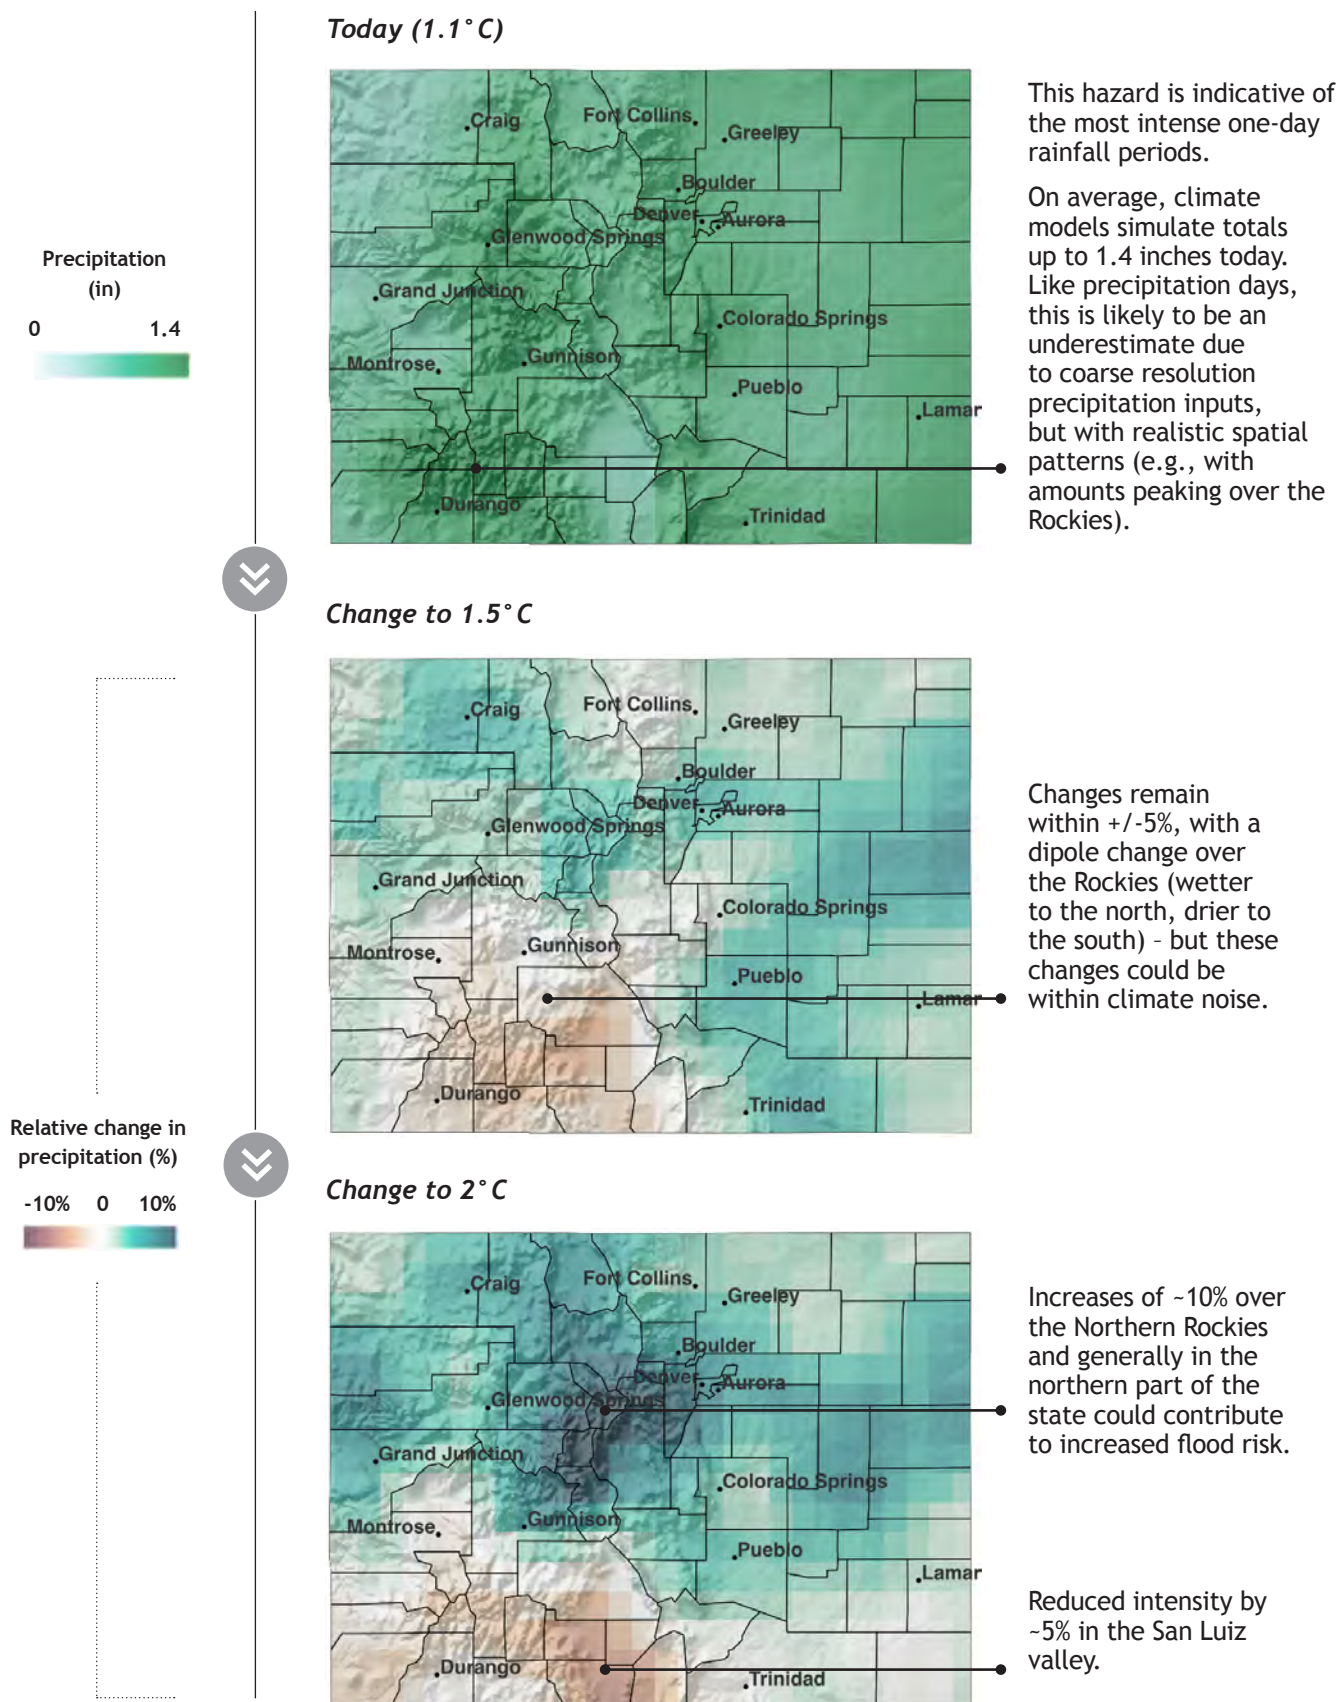 Today (1.1°C)
Craig
Fort Collins
Greeley
Boulder
Denver
Aurora
Glenwood Springs
Grand Junction
Colorado Springs
Montrose
Gunnison
Pueblo
Lamar
Durango
Trinidad
Precipitation
(in)
0 1.4
This hazard is indicative of
the most intense one-day
rainfall periods.
On average, climate
models simulate totals
up to 1.4 inches today.
Like precipitation days,
this is likely to be an
underestimate due
to coarse resolution
precipitation inputs,
but with realistic spatial
patterns (e.g., with
amounts peaking over the
Rockies).
Change to 1.5°C
Craig
Fort Collins
Greeley
Boulder
Denver
Aurora
Glenwood Springs
Grand Junction
Colorado Springs
Montrose
Gunnison
Pueblo
Lamar
Durango
Trinidad
Changes remain
within +/-5%, with a
dipole change over
the Rockies (wetter
to the north, drier to
the south) - but these
changes could be
within climate noise.
Relative change in
precipitation (%)
-10% 0 10%
Change to 2°C
Craig
Fort Collins
Greeley
Boulder
Denver
Aurora
Glenwood Springs
Grand Junction
Colorado Springs
Montrose
Gunnison
Pueblo
Lamar
Durango
Trinidad
Increases of ~10% over
the Northern Rockies
and generally in the
northern part of the
state could contribute
to increased flood risk.
Reduced intensity by
~5% in the San Luiz
valley.